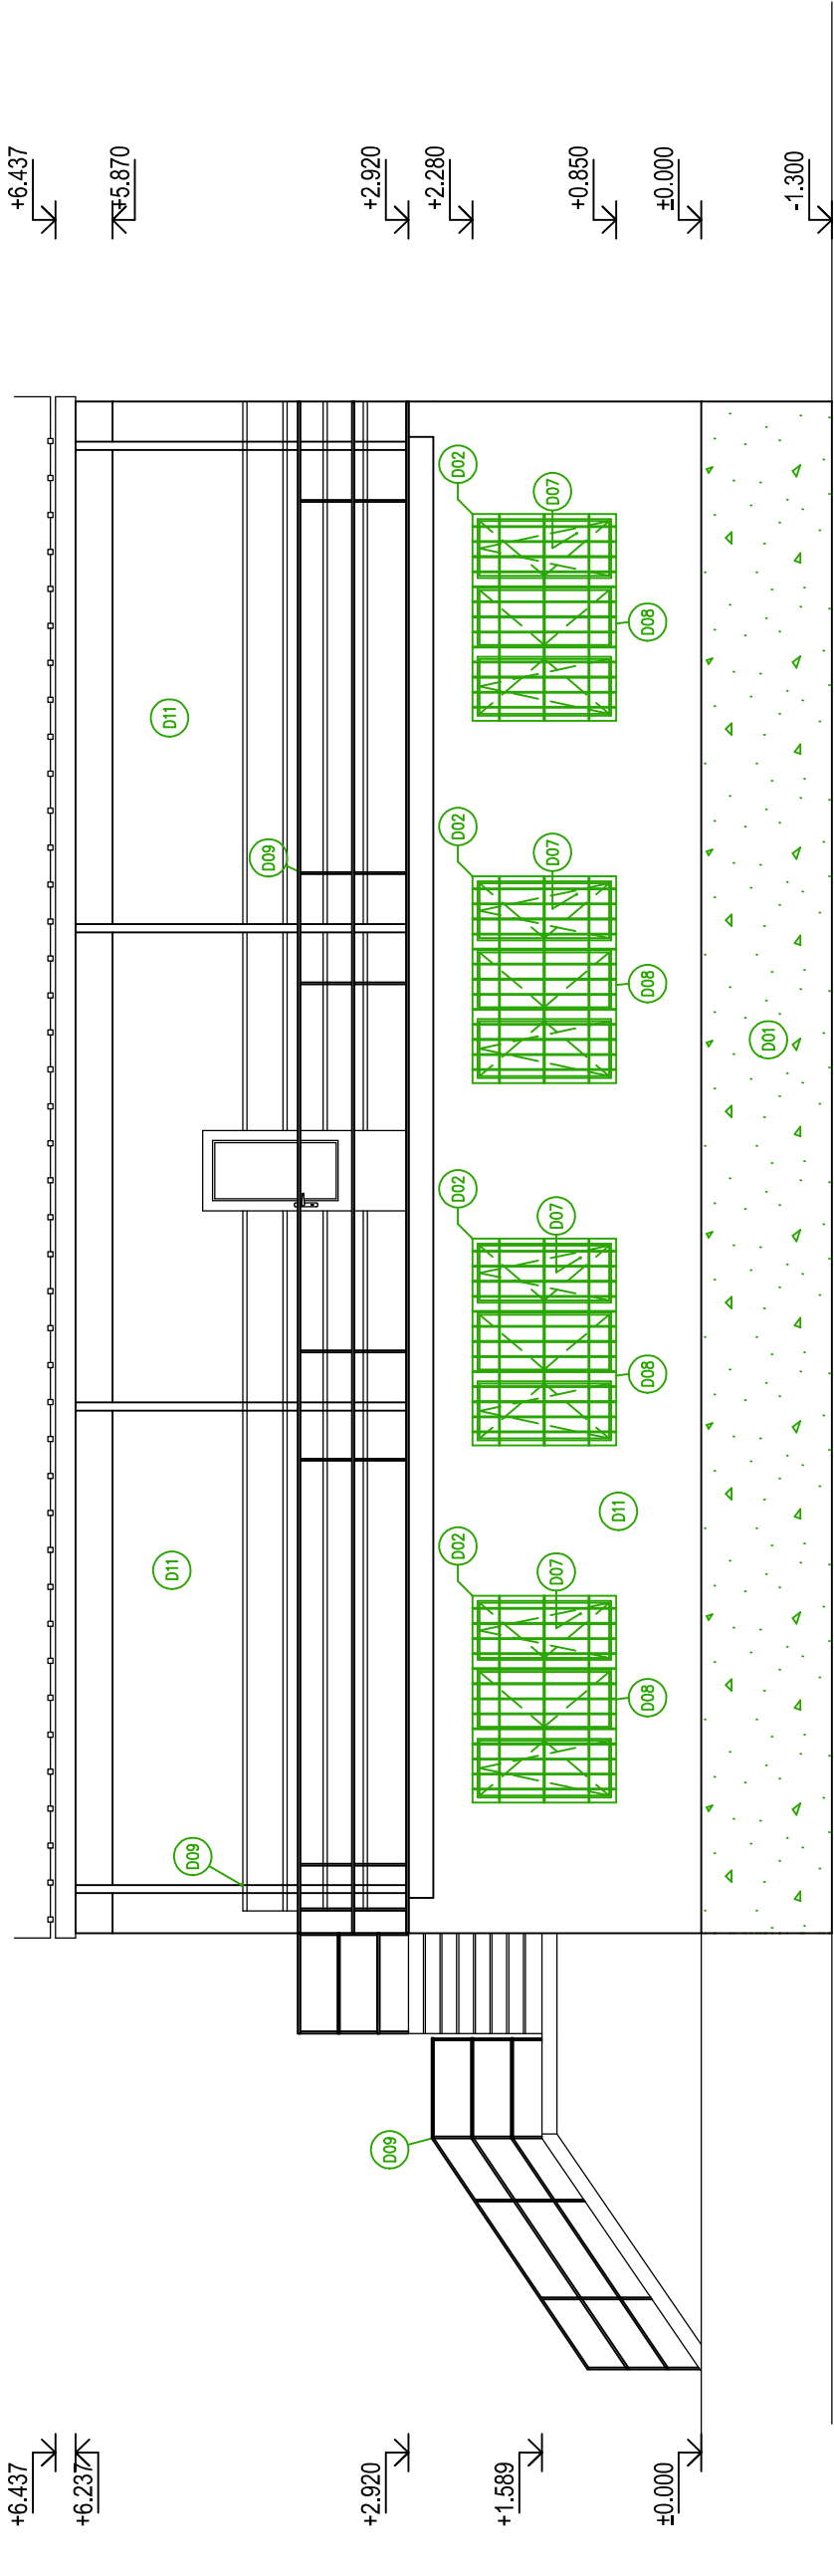 +6.437
+5.870
+2.920
+2.280
+0.850
±0.000
-1.300
D02
D07
D08
D11
D02
D07
D08
D09
D01
D02
D07
D08
D11
D11
D02
D07
D08
D09
D09
+6.437
+6.237
+2.920
+1.589
±0.000